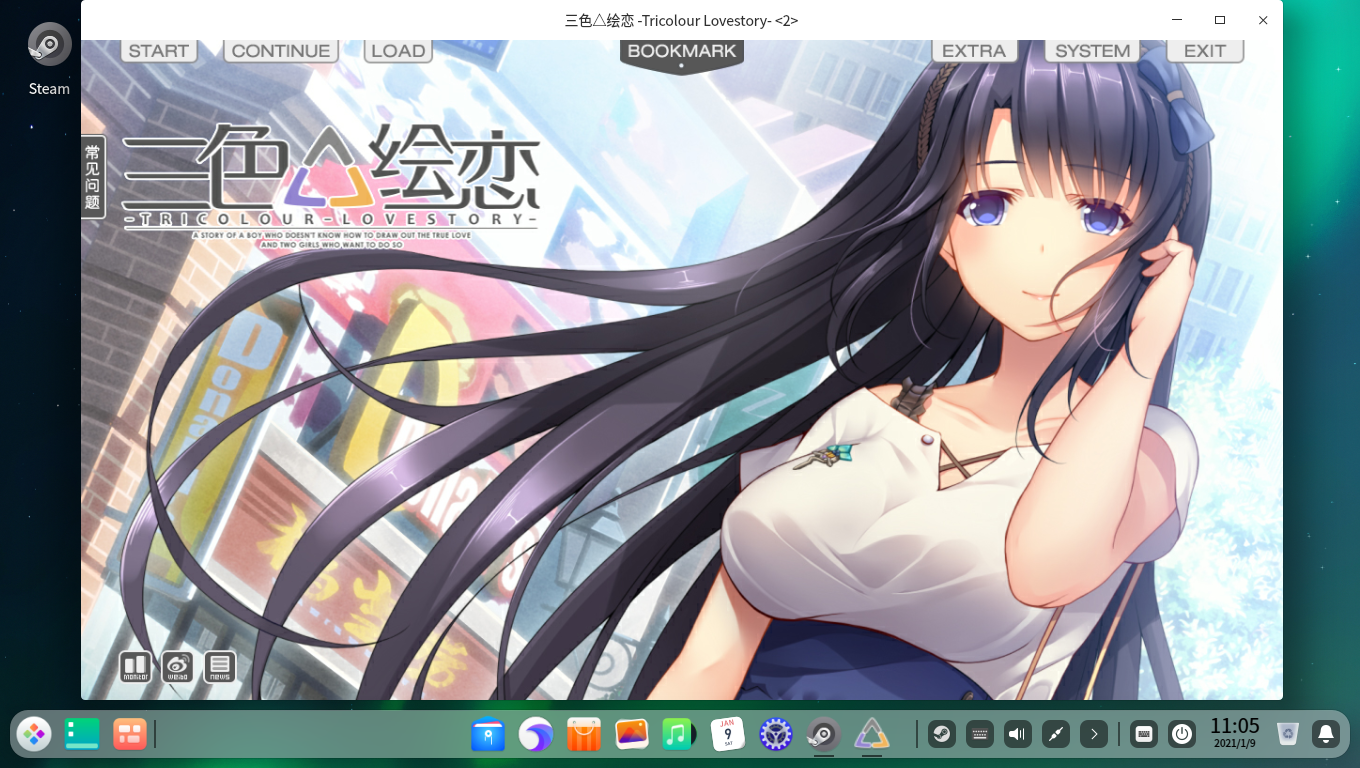 三色△绘恋 -Tricolour Lovestory- <2>
Steam
START
CONTINUE
LOAD
BOOKMARK
EXTRA
SYSTEM
EXIT
常见问题
三色△绘恋
-TRICOLOUR-LOVESTORY-
A STORY OF A BOY,WHO DOESN'T KNOW HOW TO DRAW OUT THE TRUE LOVE
AND TWO GIRLS WHO WANT TO DO SO
monitor
weibo
news
JAN
9
SAT
11:05
2021/1/9